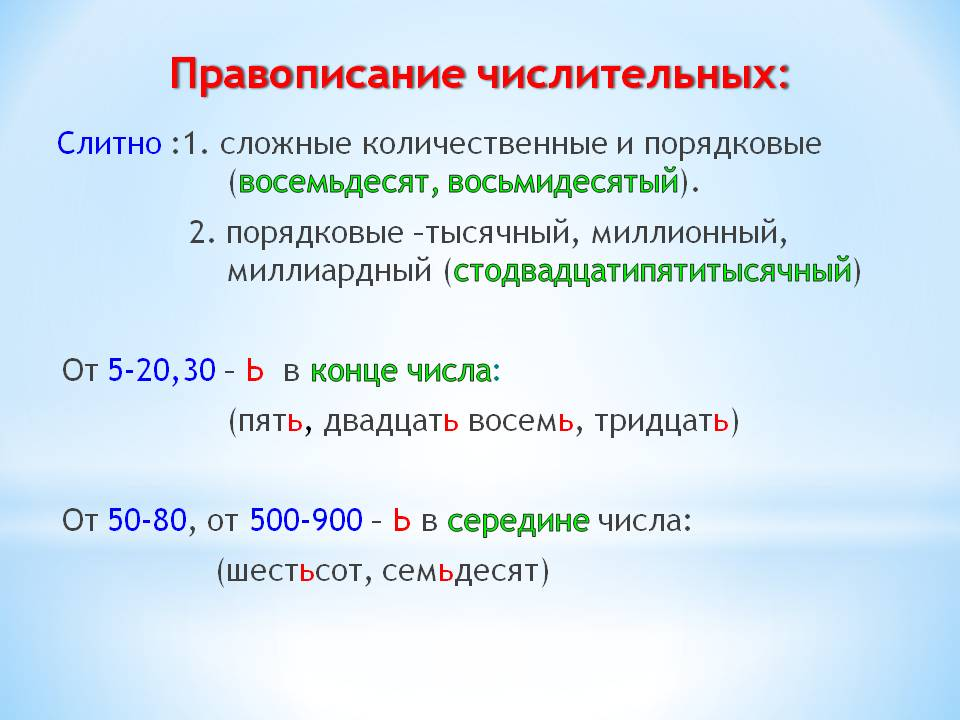 Правописание числительных:
Слитно :1. сложные количественные и порядковые
(восемьдесят, восьмидесятый).
2. порядковые –тысячный, миллионный,
миллиардный (стодвадцатипятитысячный)
От 5-20,30 – Ь в конце числа:
(пять, двадцать восемь, тридцать)
От 50-80, от 500-900 – Ь в середине числа:
(шестьсот, семьдесят)